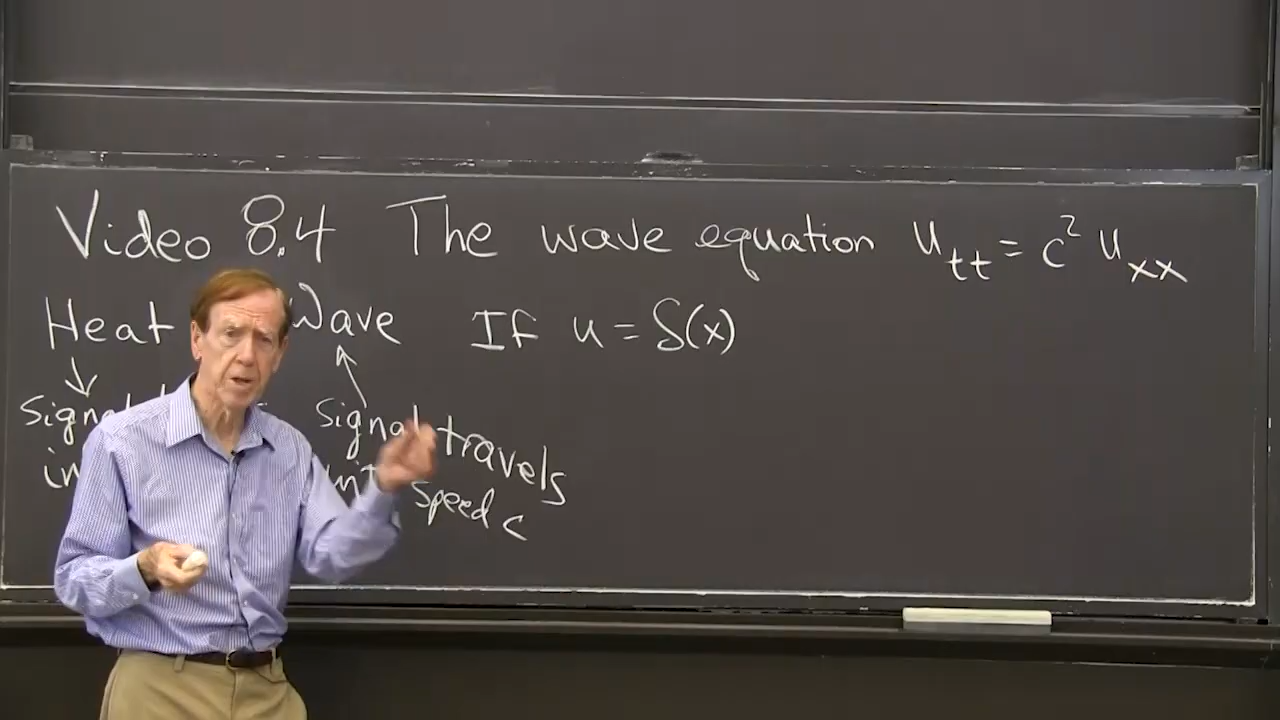 Video 8.4 The wave equation u_tt = c² u_xx
Heat Wave If u = δ(x)
↓ ↑
signal travels
speed c